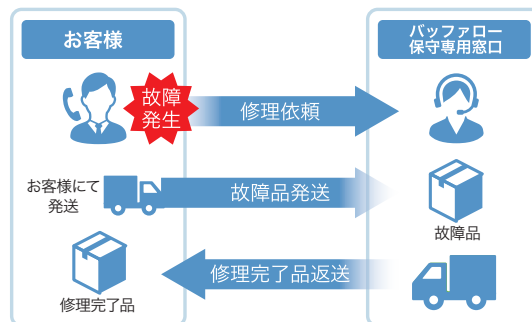 お客様
バッファロー
保守専用窓口
故障
発生
修理依頼
お客様にて
発送
故障品発送
故障品
修理完了品返送
修理完了品